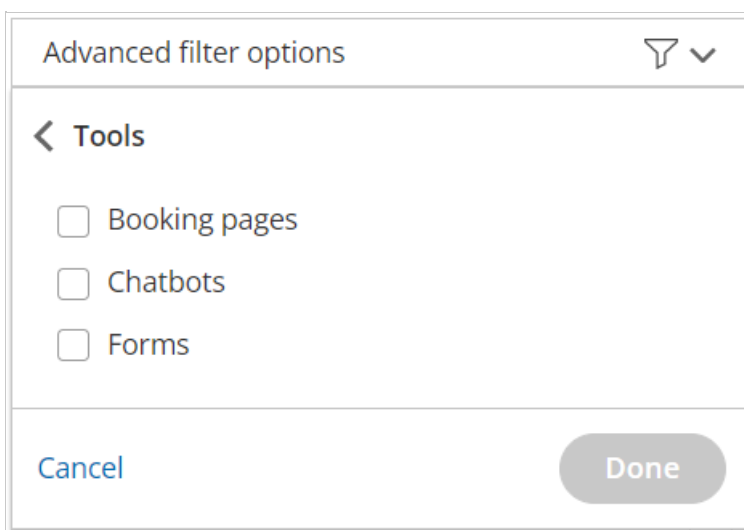 Advanced filter options
Tools
Booking pages
Chatbots
Forms
Cancel
Done